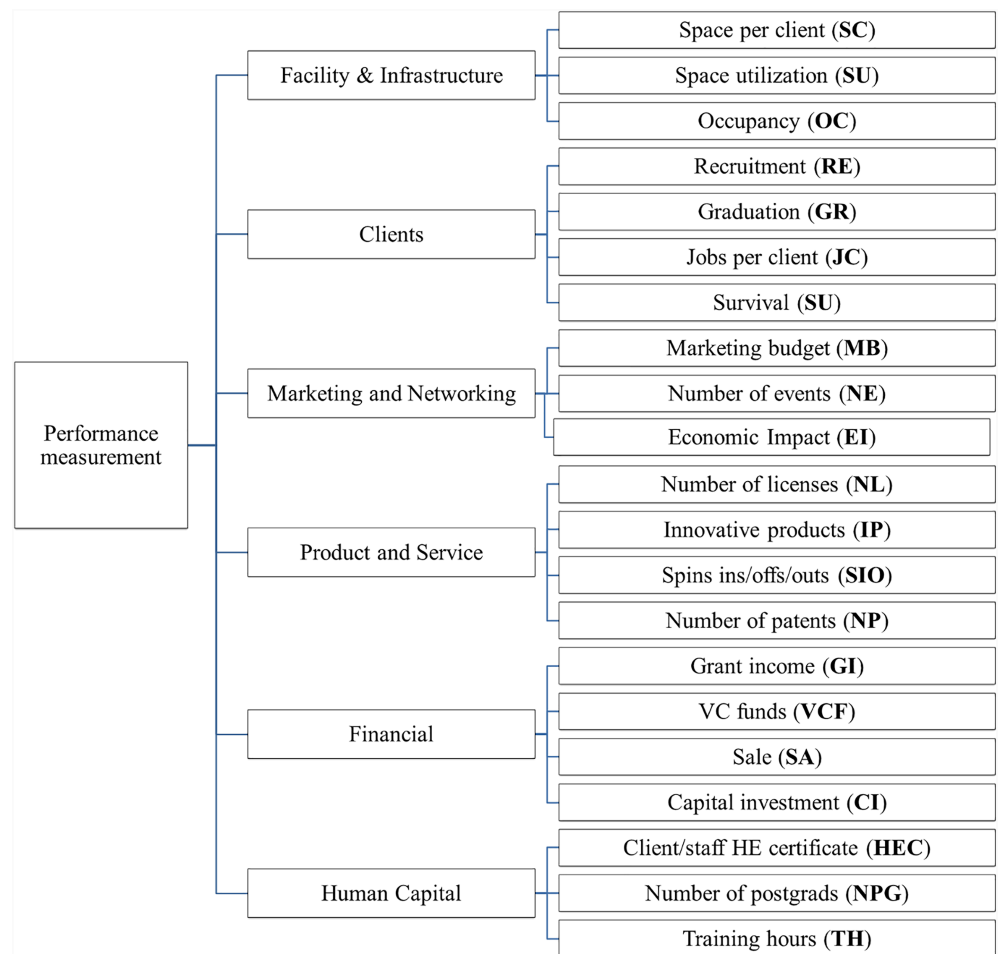 Performance
measurement
Facility & Infrastructure
Space per client (SC)
Space utilization (SU)
Occupancy (OC)
Clients
Recruitment (RE)
Graduation (GR)
Jobs per client (JC)
Survival (SU)
Marketing and Networking
Marketing budget (MB)
Number of events (NE)
Economic Impact (EI)
Product and Service
Number of licenses (NL)
Innovative products (IP)
Spins ins/offs/outs (SIO)
Number of patents (NP)
Financial
Grant income (GI)
VC funds (VCF)
Sale (SA)
Capital investment (CI)
Human Capital
Client/staff HE certificate (HEC)
Number of postgrads (NPG)
Training hours (TH)